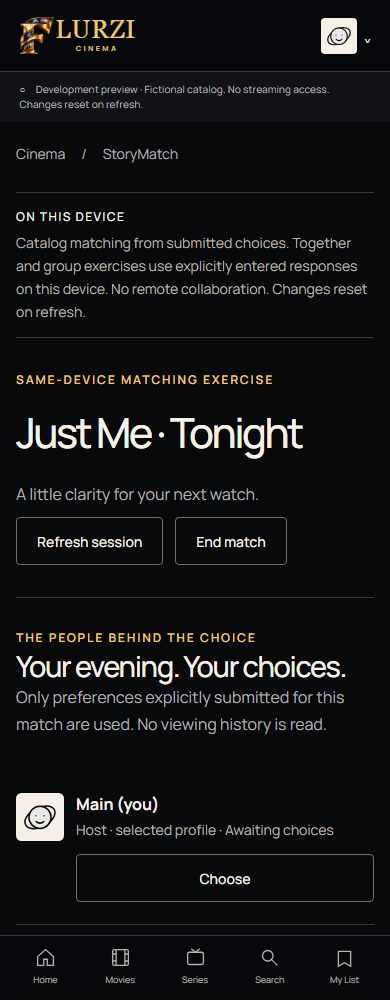 FLURZI
CINEMA
Development preview · Fictional catalog. No streaming access.
Changes reset on refresh.
Cinema / StoryMatch
ON THIS DEVICE
Catalog matching from submitted choices. Together
and group exercises use explicitly entered responses
on this device. No remote collaboration. Changes reset
on refresh.
SAME-DEVICE MATCHING EXERCISE
Just Me · Tonight
A little clarity for your next watch.
Refresh session End match
THE PEOPLE BEHIND THE CHOICE
Your evening. Your choices.
Only preferences explicitly submitted for this
match are used. No viewing history is read.
Main (you)
Host · selected profile · Awaiting choices
Choose
Home Movies Series Search My List